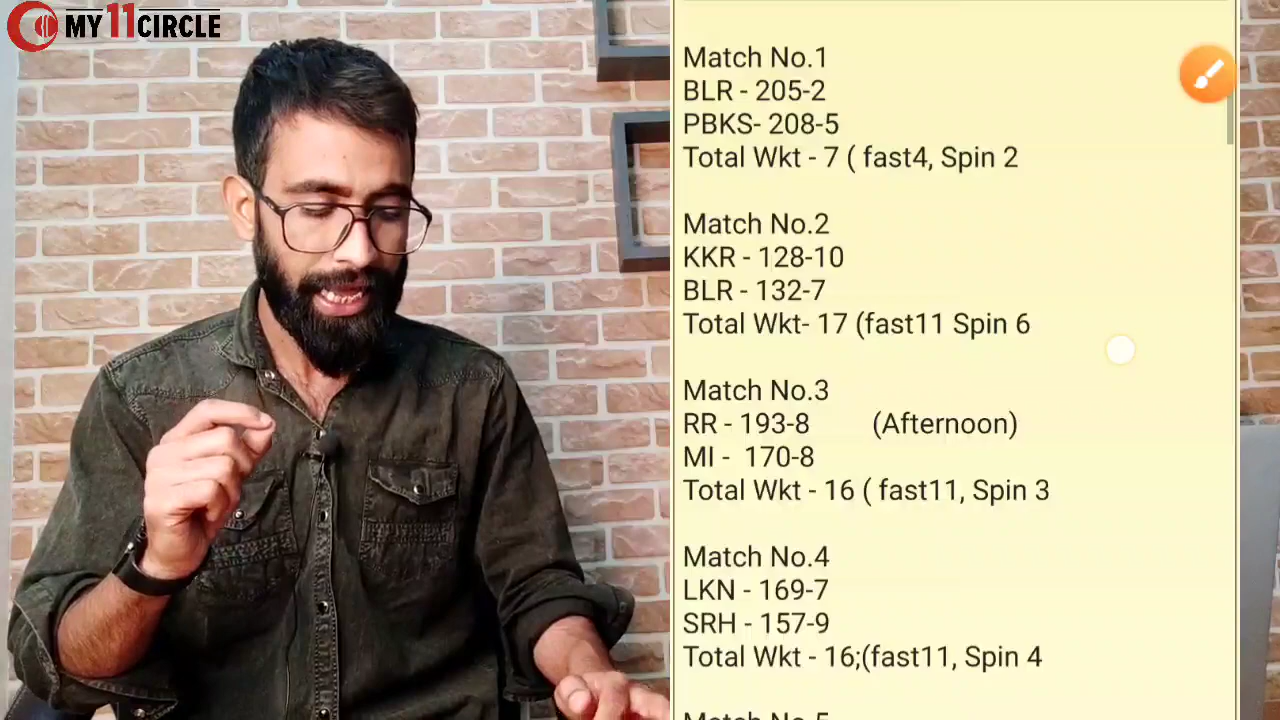 MY11CIRCLE
Match No.1
BLR - 205-2
PBKS- 208-5
Total Wkt - 7 ( fast4, Spin 2
Match No.2
KKR - 128-10
BLR - 132-7
Total Wkt- 17 (fast11 Spin 6
Match No.3
RR - 193-8 (Afternoon)
MI - 170-8
Total Wkt - 16 ( fast11, Spin 3
Match No.4
LKN - 169-7
SRH - 157-9
Total Wkt - 16;(fast11, Spin 4